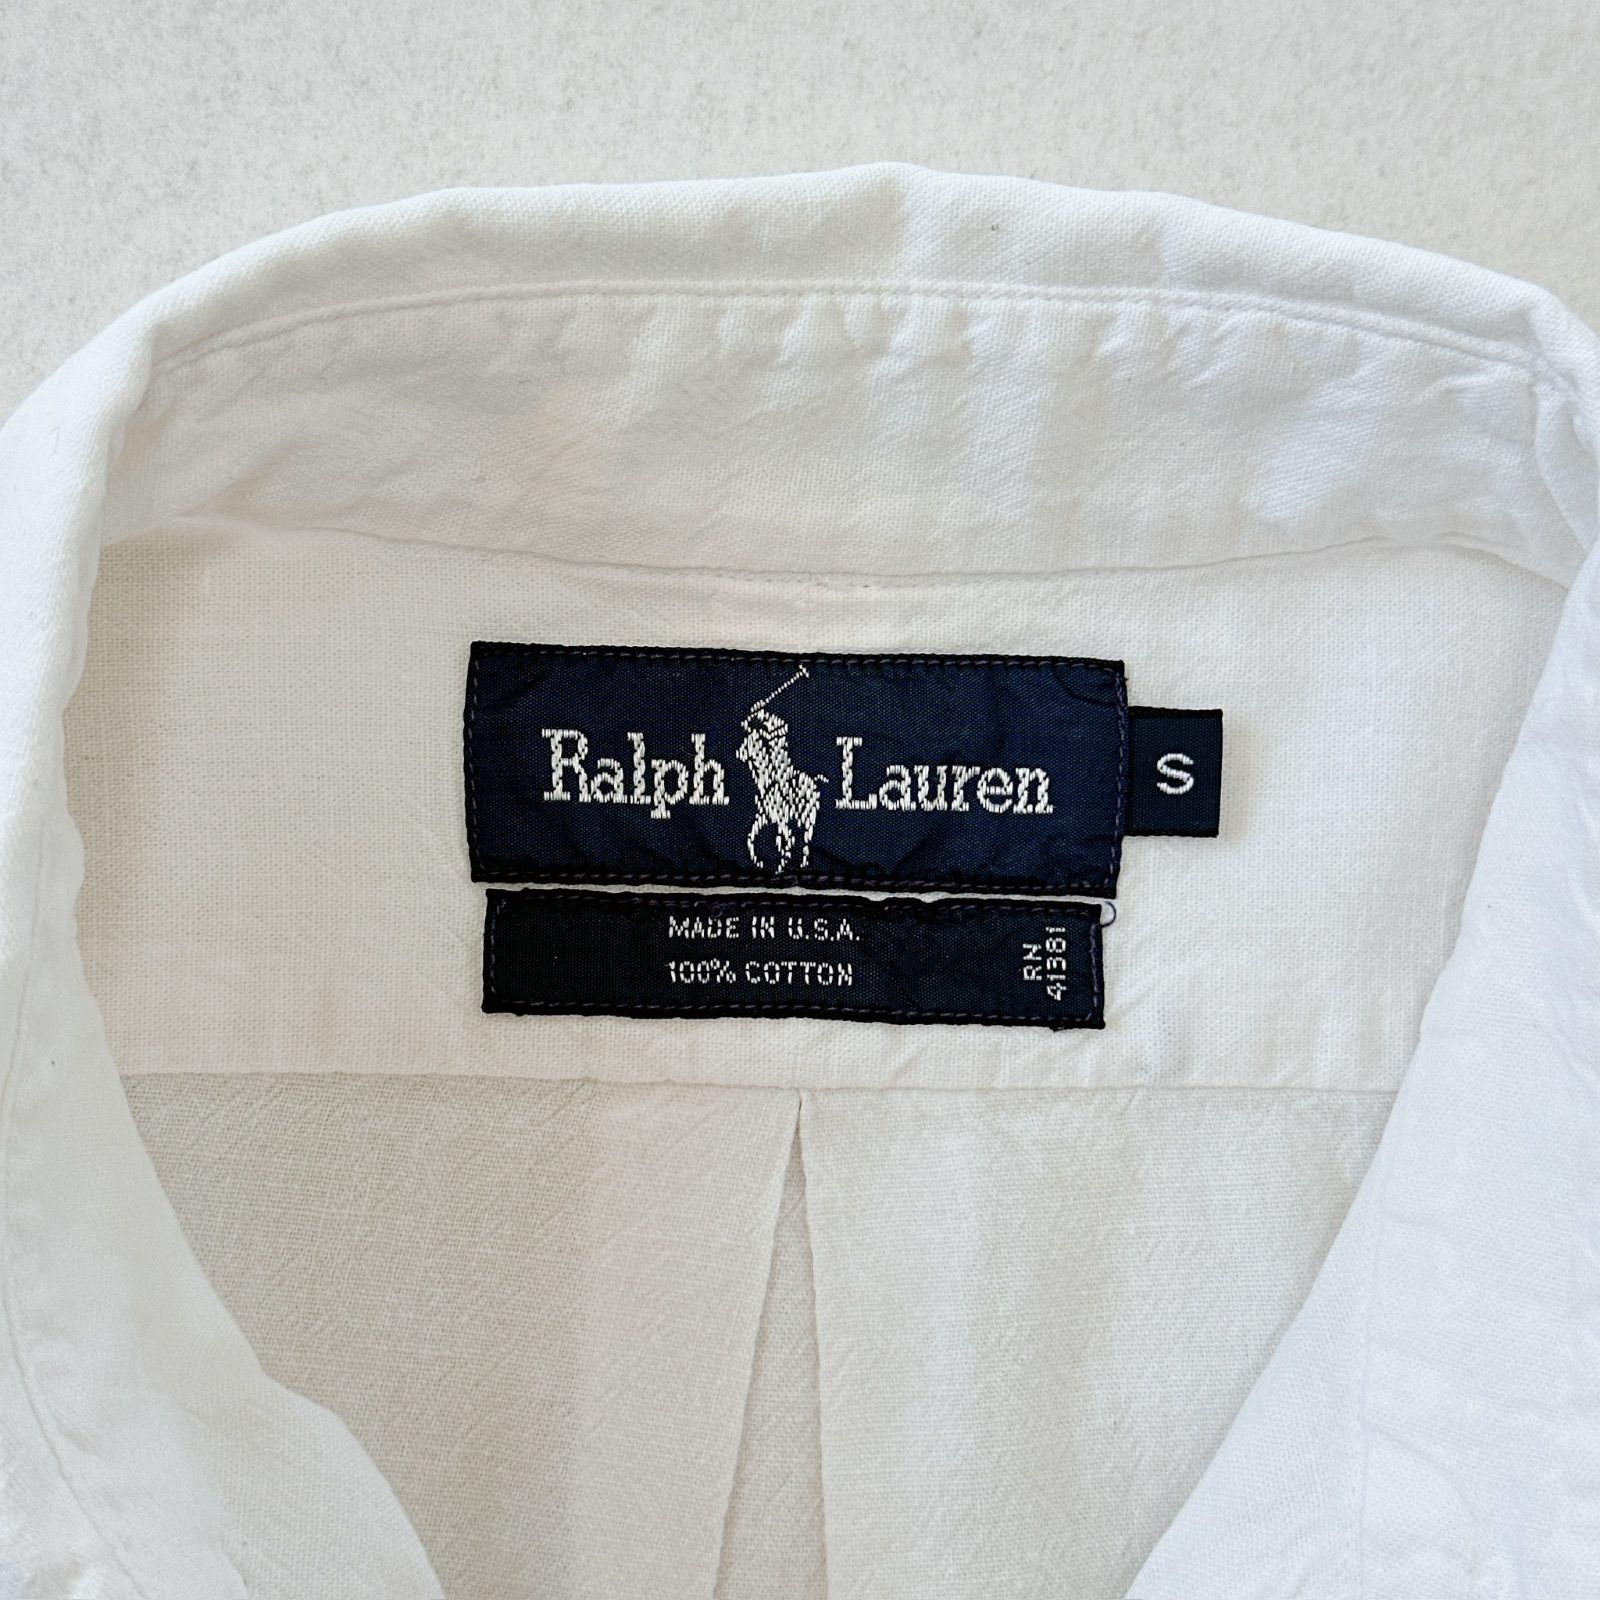 Ralph Lauren
S
MADE IN U.S.A.
100% COTTON
RN
41381